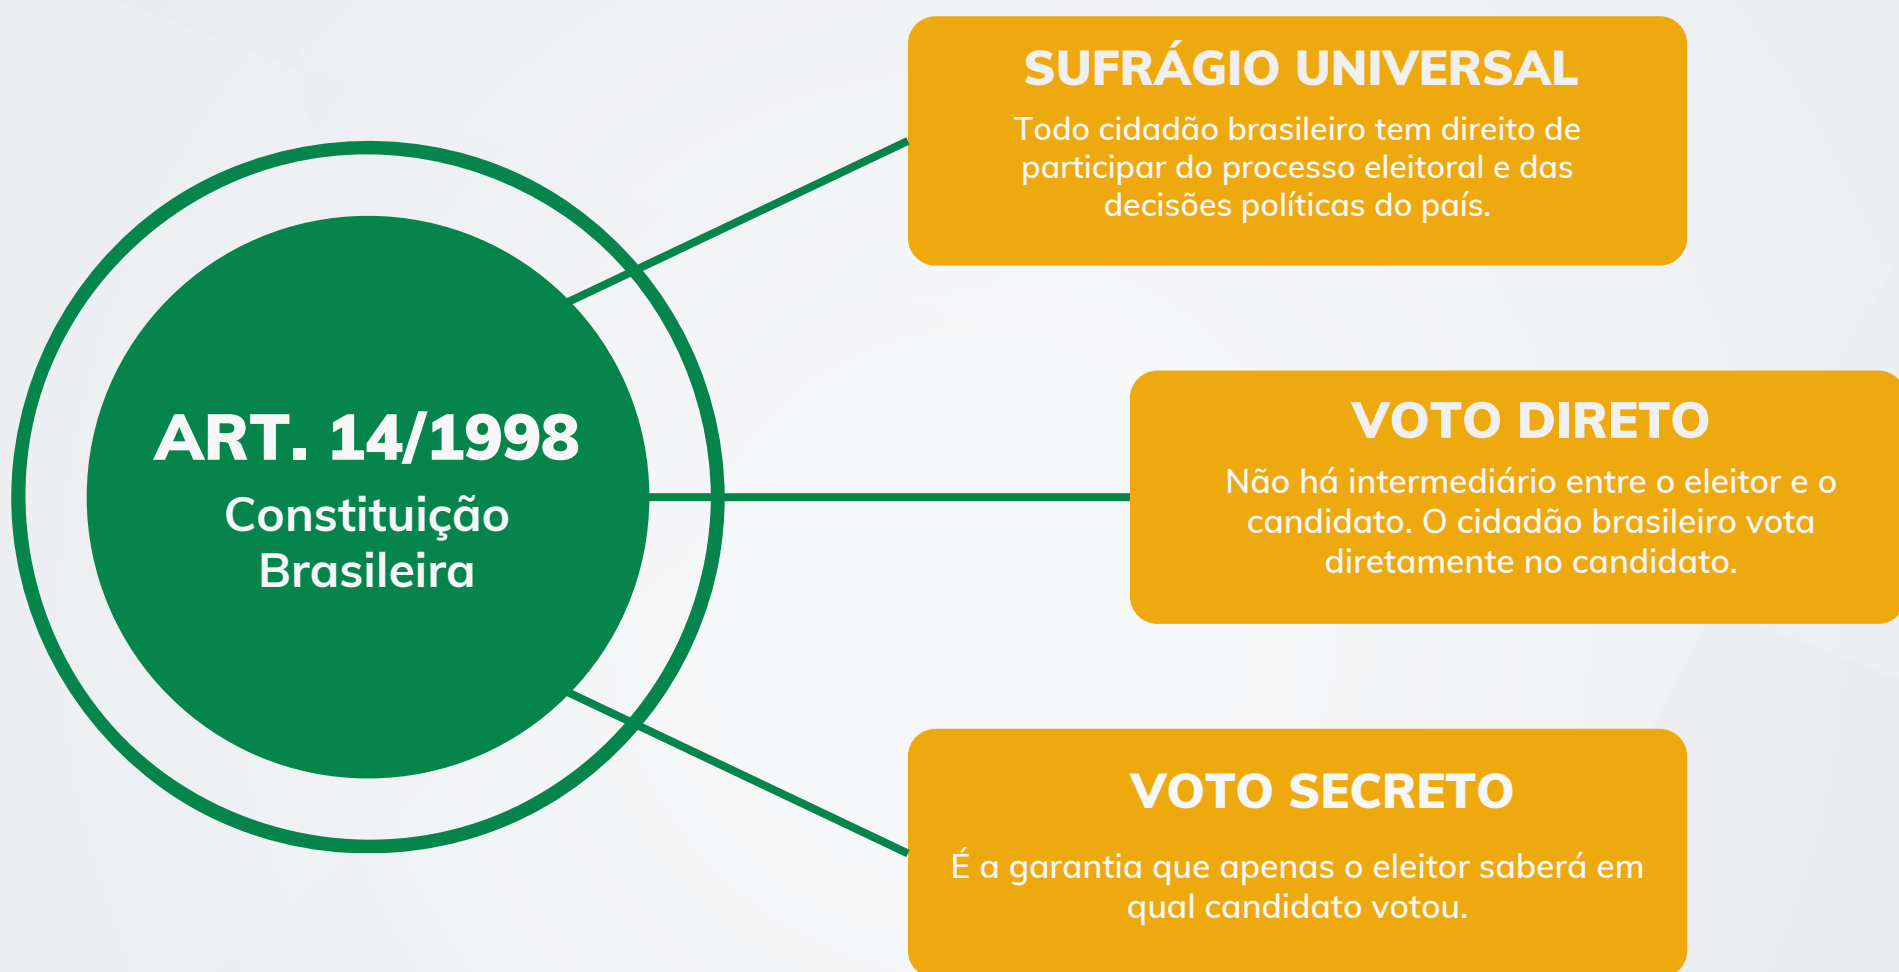 SUFRÁGIO UNIVERSAL
Todo cidadão brasileiro tem direito de
participar do processo eleitoral e das
decisões políticas do país.
ART. 14/1998
Constituição
Brasileira
VOTO DIRETO
Não há intermediário entre o eleitor e o
candidato. O cidadão brasileiro vota
diretamente no candidato.
VOTO SECRETO
É a garantia que apenas o eleitor saberá em
qual candidato votou.